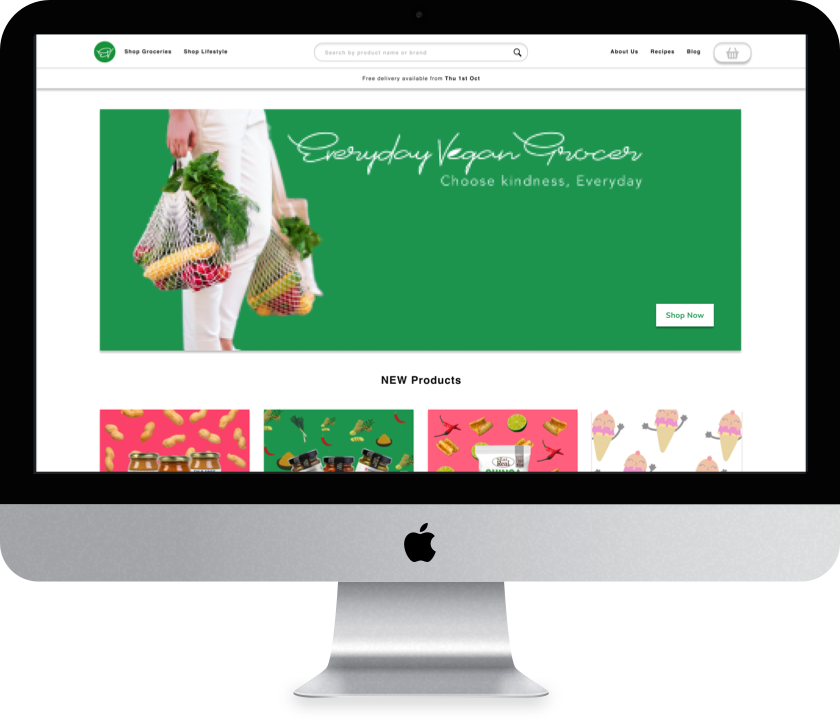 Shop Groceries
Shop Lifestyle
Search by product name or brand
About Us
Recipes
Blog
Free delivery available from Thu 1st Oct
Everyday Vegan Grocer
Choose kindness, Everyday
Shop Now
NEW Products